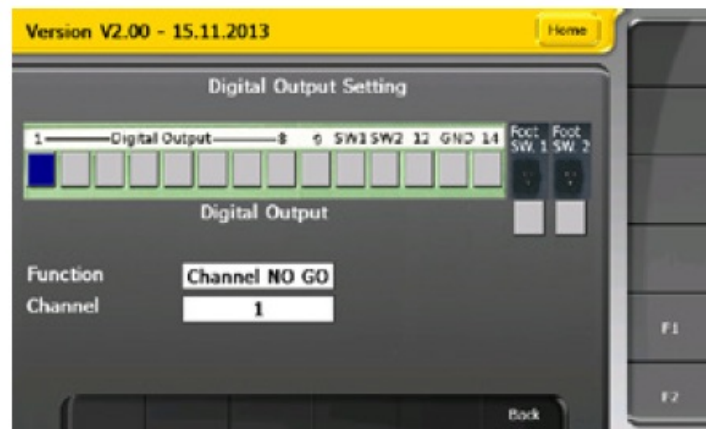 Version V2.00 - 15.11.2013
Home
Digital Output Setting
1 Digital Output 8 9 SW1 SW2 12 GND 14
Foot SW. 1
Foot SW. 2
Digital Output
Function Channel NO GO
Channel 1
F1
F2
Back